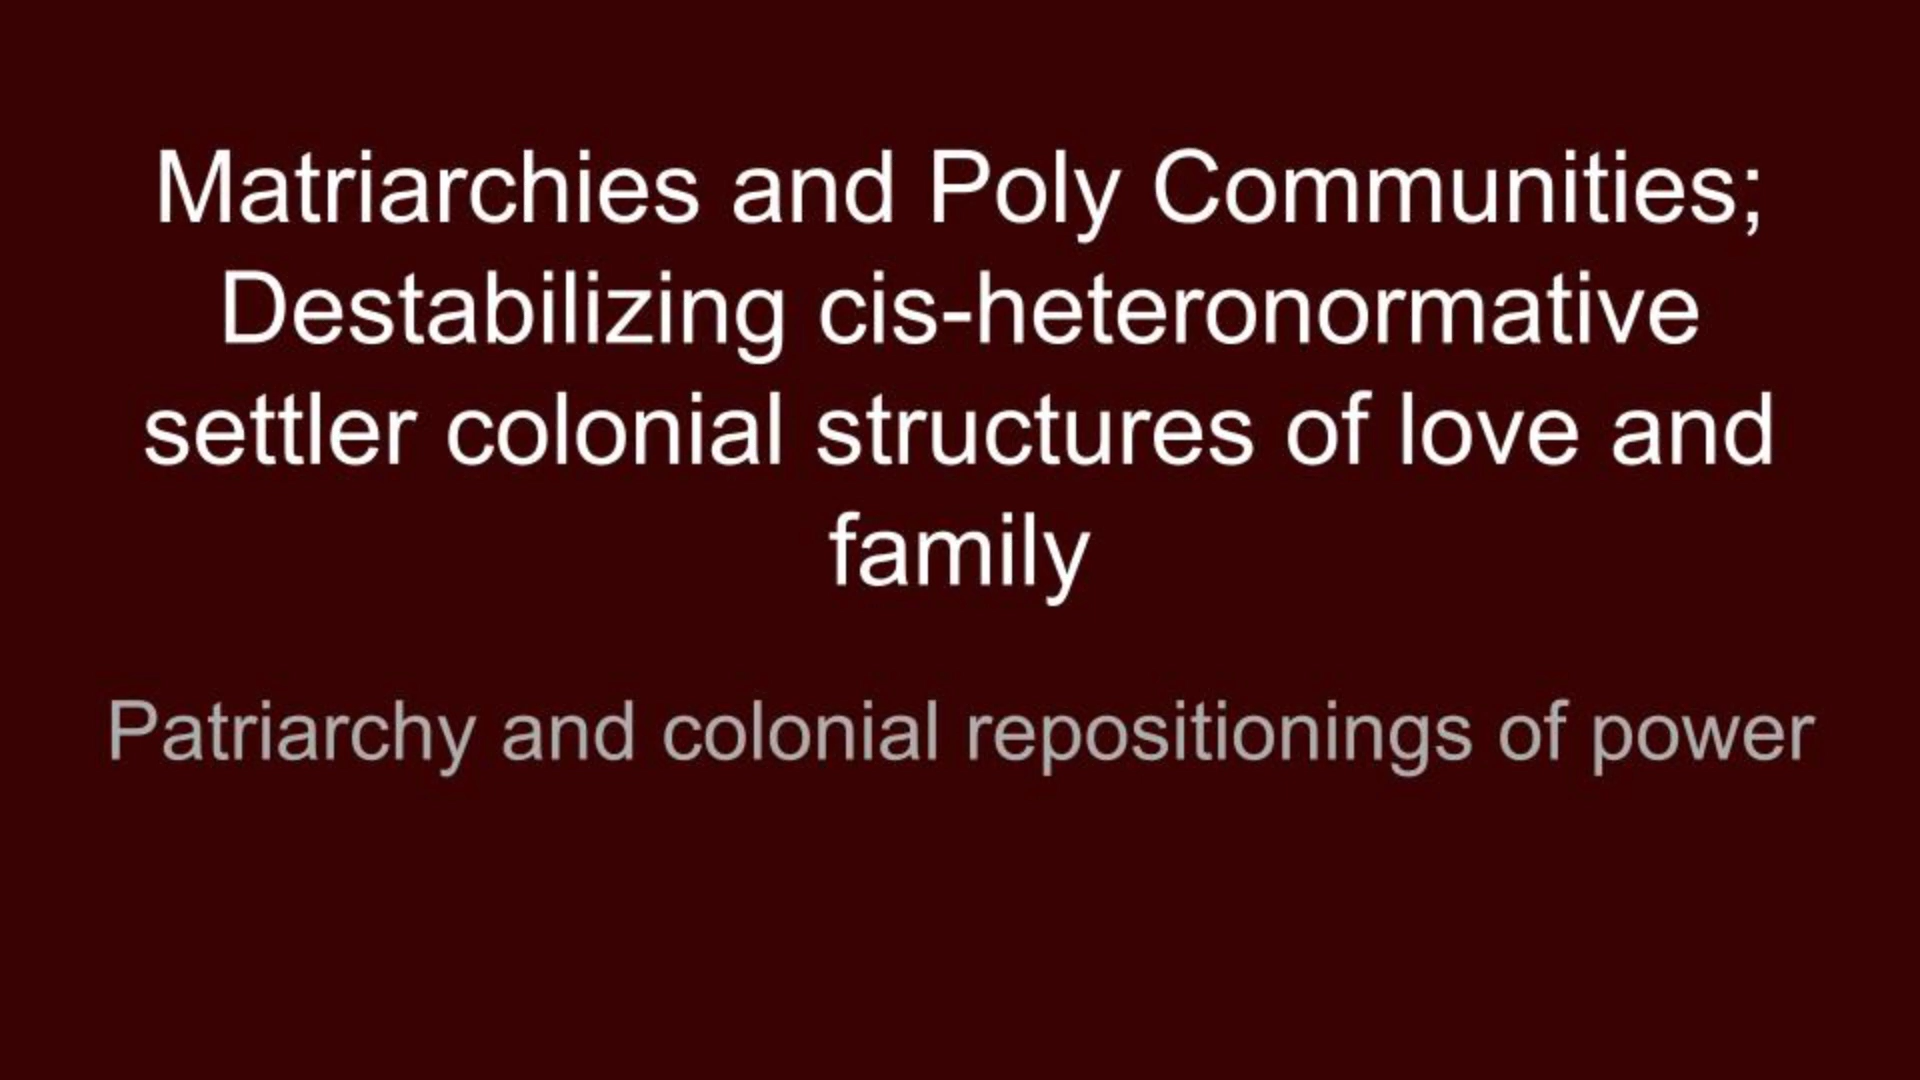 Matriarchies and Poly Communities;
Destabilizing cis-heteronormative
settler colonial structures of love and
family
Patriarchy and colonial repositionings of power